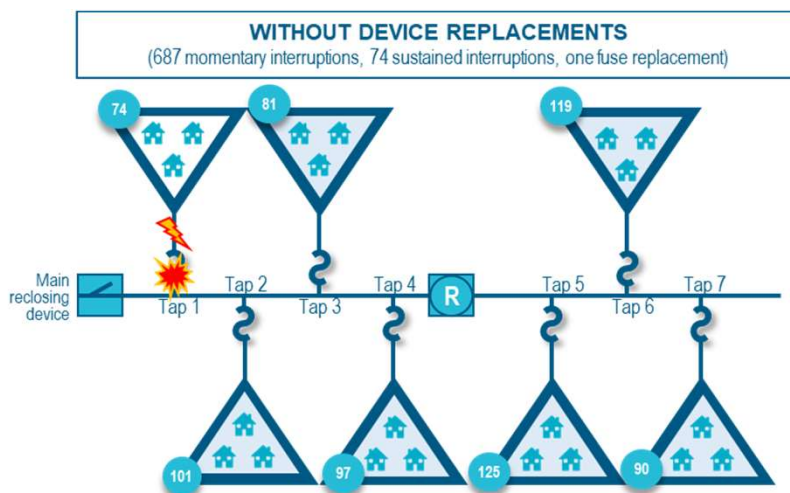 WITHOUT DEVICE REPLACEMENTS
(687 momentary interruptions, 74 sustained interruptions, one fuse replacement)
74
81
119
Main
reclosing
device
Tap 1
Tap 2
Tap 3
Tap 4
R
Tap 5
Tap 6
Tap 7
101
97
125
90